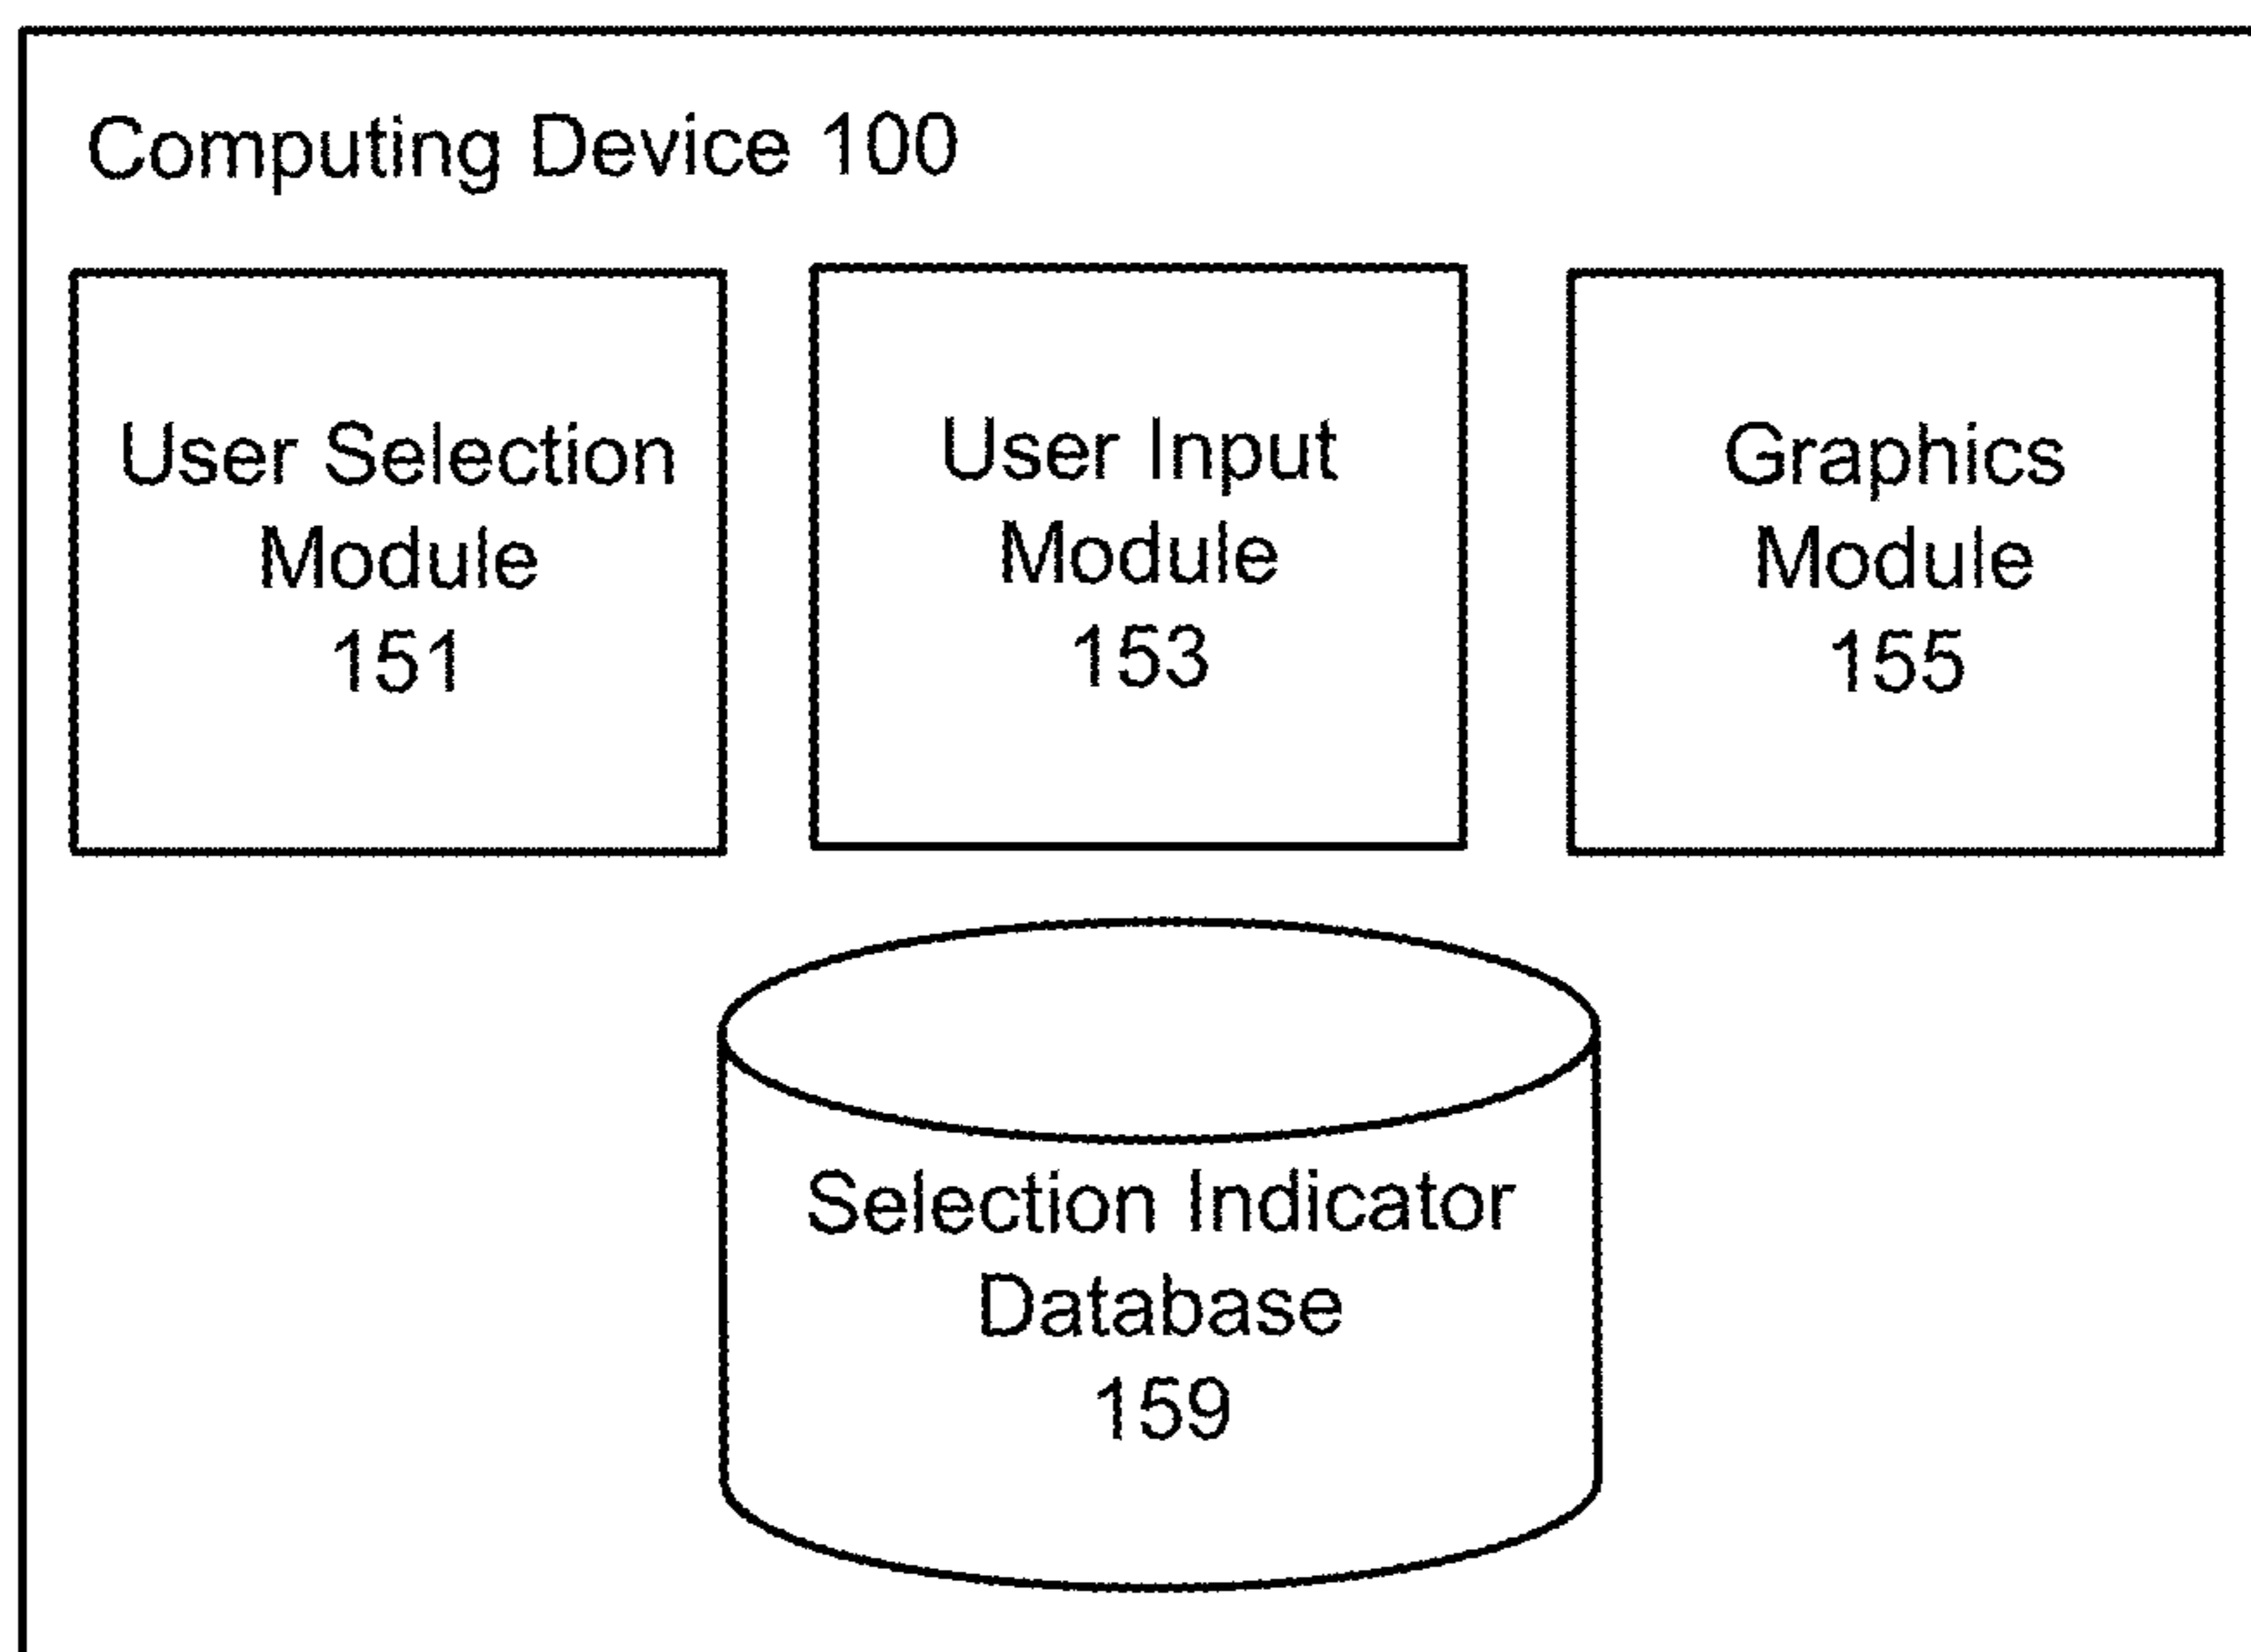 Computing Device 100
User Selection
Module
151
User Input
Module
153
Graphics
Module
155
Selection Indicator
Database
159